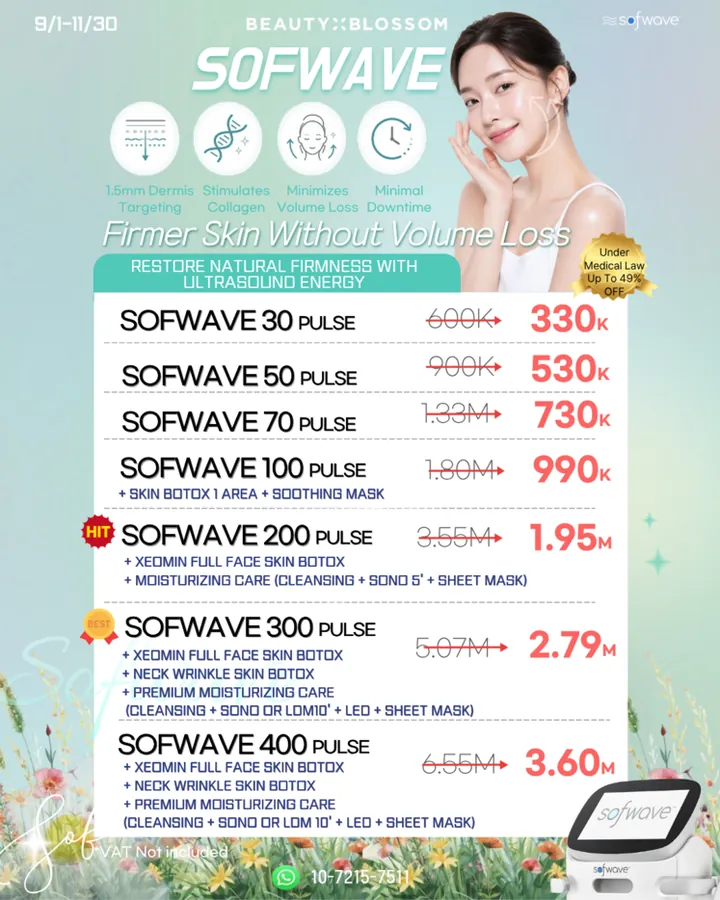 9/1-11/30
BEAUTY BLOSSOM
sofwave
SOFWAVE
1.5mm Dermis
Targeting
Stimulates
Collagen
Minimizes
Volume Loss
Minimal
Downtime
Firmer Skin Without Volume Loss
RESTORE NATURAL FIRMNESS WITH
ULTRASOUND ENERGY
Under
Medical Law
Up To 49%
OFF
SOFWAVE 30 PULSE 600K 330K
SOFWAVE 50 PULSE 900K 530K
SOFWAVE 70 PULSE 1.33M 730K
SOFWAVE 100 PULSE 1.80M 990K
+ SKIN BOTOX 1 AREA + SOOTHING MASK
HIT
SOFWAVE 200 PULSE 3.55M 1.95M
+ XEOMIN FULL FACE SKIN BOTOX
+ MOISTURIZING CARE (CLEANSING + SONO 5' + SHEET MASK)
BEST
SOFWAVE 300 PULSE 5.07M 2.79M
+ XEOMIN FULL FACE SKIN BOTOX
+ NECK WRINKLE SKIN BOTOX
+ PREMIUM MOISTURIZING CARE
(CLEANSING + SONO OR LDM10' + LED + SHEET MASK)
SOFWAVE 400 PULSE 6.55M 3.60M
+ XEOMIN FULL FACE SKIN BOTOX
+ NECK WRINKLE SKIN BOTOX
+ PREMIUM MOISTURIZING CARE
(CLEANSING + SONO OR LDM 10' + LED + SHEET MASK)
sofwave
sofwave
*VAT Not included
10-7215-7511